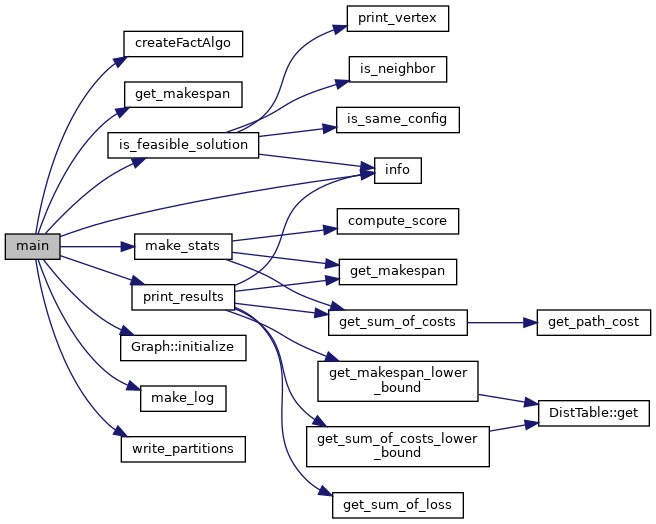 main
createFactAlgo
get_makespan
is_feasible_solution
make_stats
print_results
Graph::initialize
make_log
write_partitions
print_vertex
is_neighbor
is_same_config
info
compute_score
get_makespan
get_sum_of_costs
get_makespan_lower
_bound
get_sum_of_costs_lower
_bound
get_sum_of_loss
get_path_cost
DistTable::get